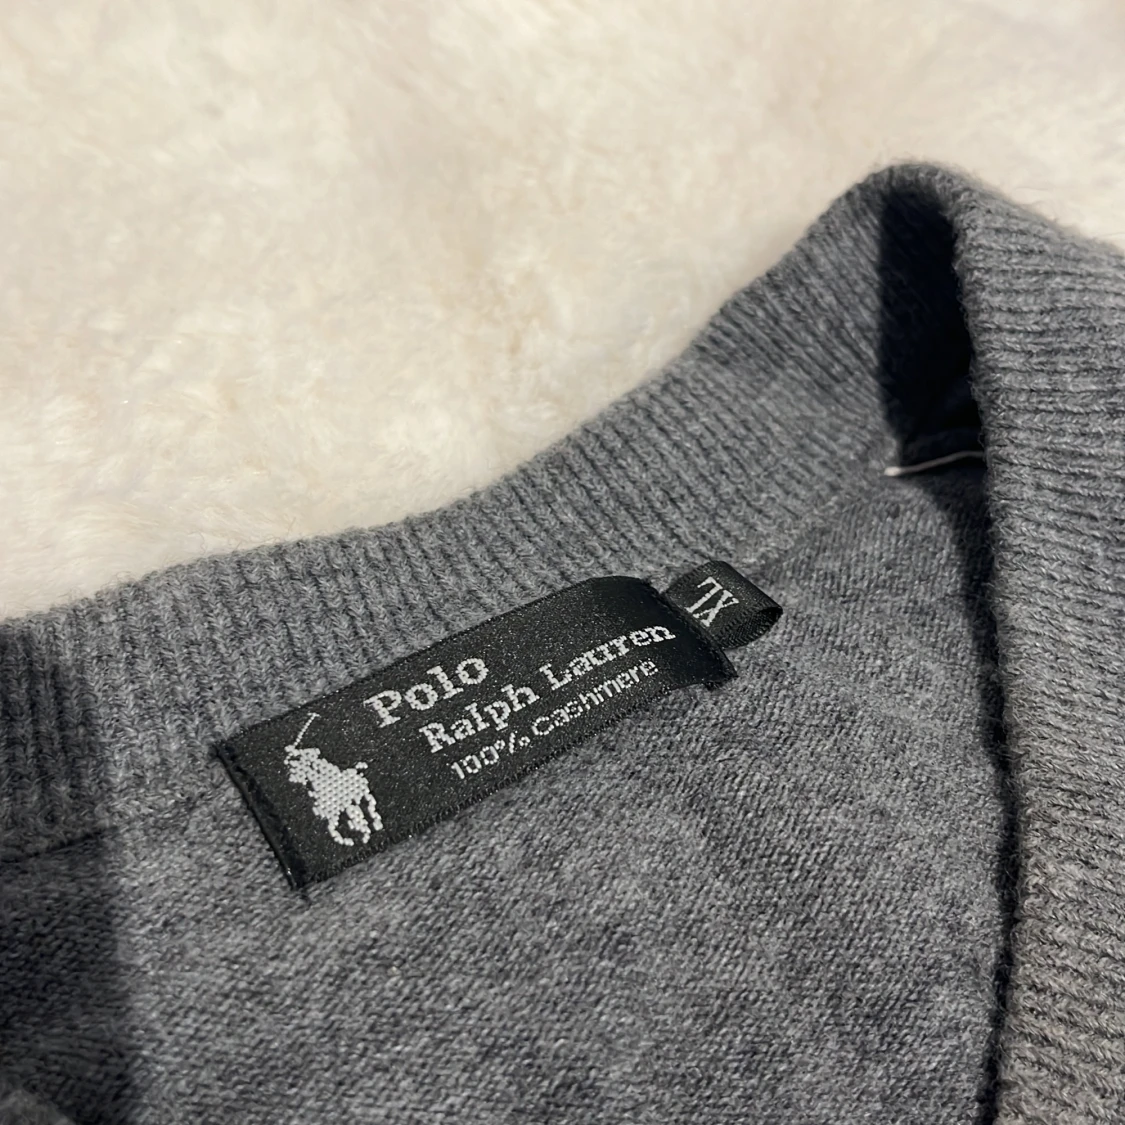 Polo
Ralph Lauren
100% cashmere
XL